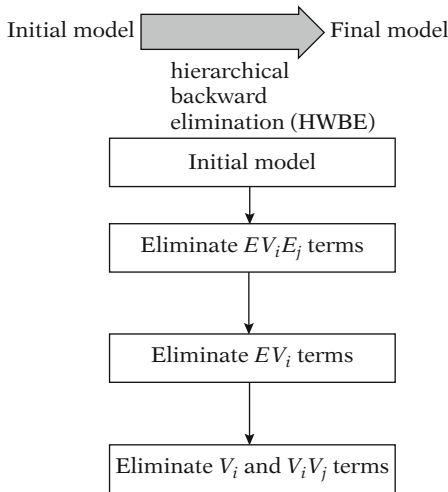 Initial model
Final model
hierarchical
backward
elimination (HWBE)
Initial model
Eliminate EVᵢEⱼ terms
Eliminate EVᵢ terms
Eliminate Vᵢ and VᵢVⱼ terms